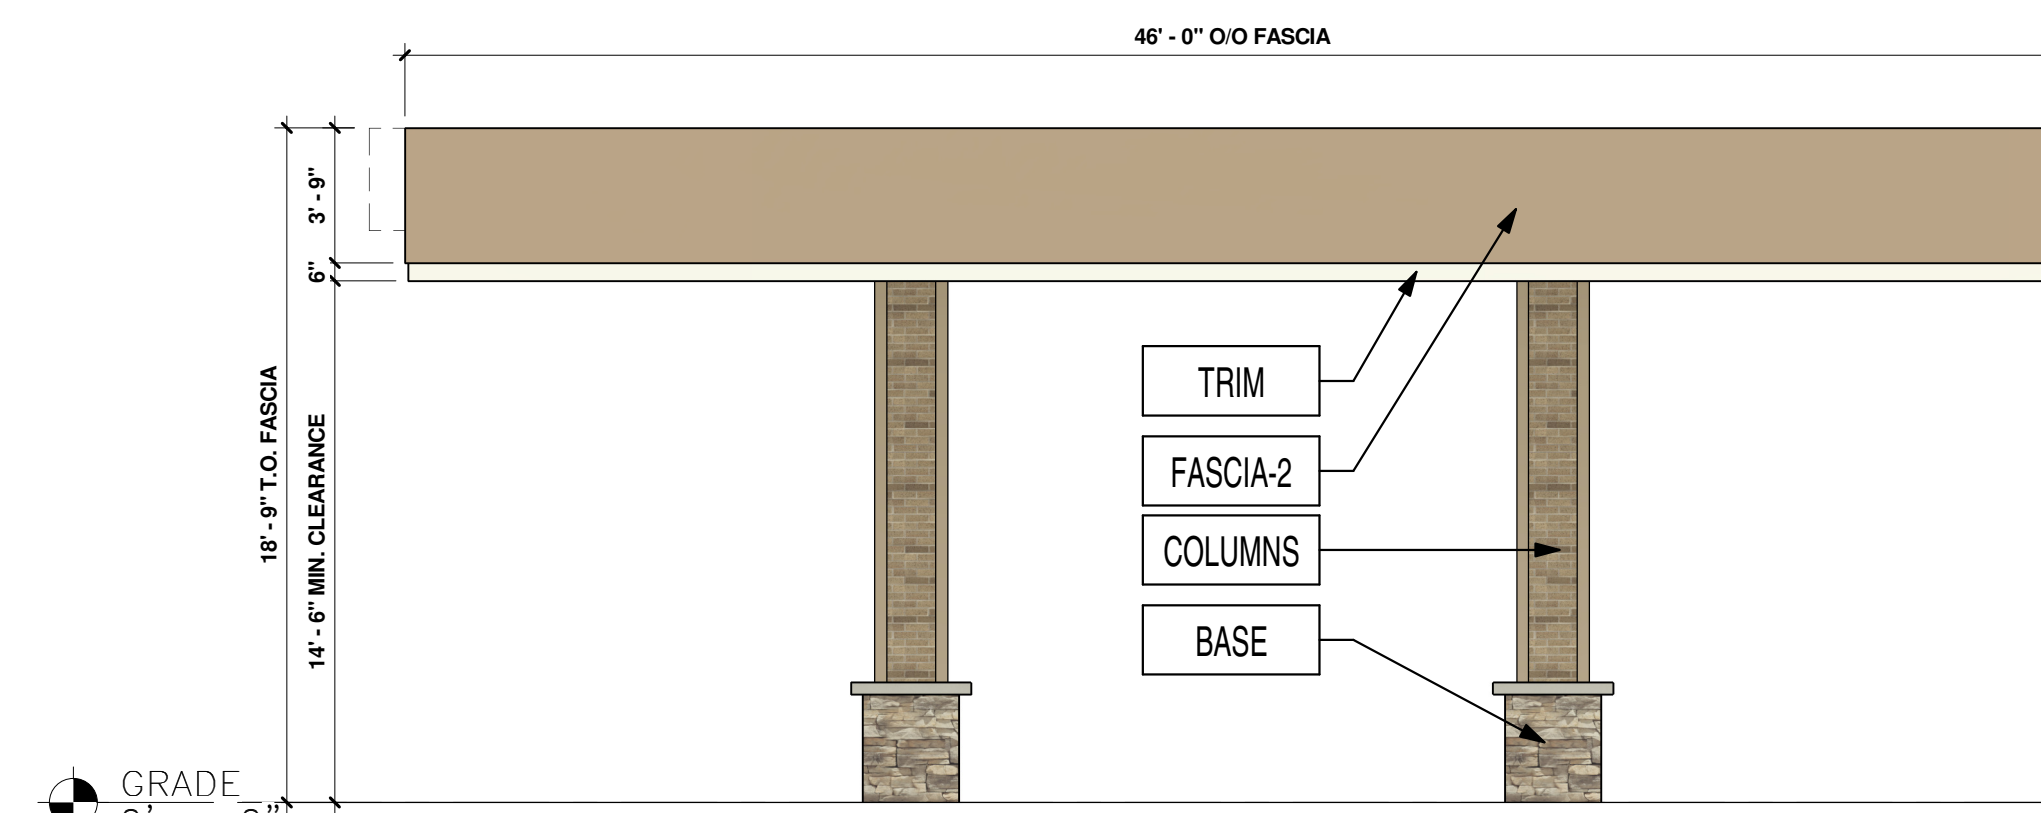 46' - 0" O/O FASCIA
3' - 9"
6"
18' - 9" T.O. FASCIA
14' - 6" MIN. CLEARANCE
TRIM
FASCIA-2
COLUMNS
BASE
GRADE